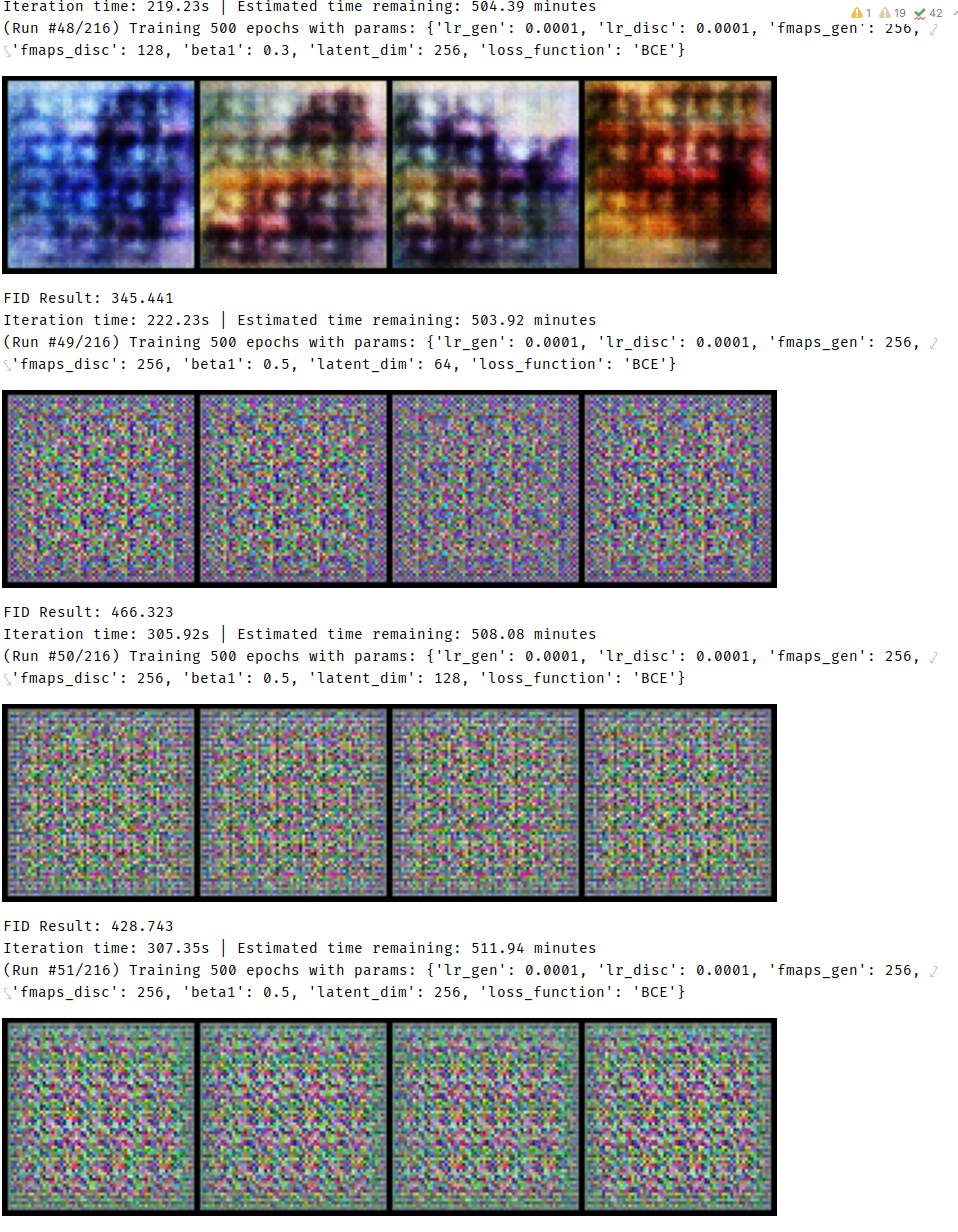 Iteration time: 219.23s | Estimated time remaining: 504.39 minutes
1 19 42
(Run #48/216) Training 500 epochs with params: {'lr_gen': 0.0001, 'lr_disc': 0.0001, 'fmaps_gen': 256,
'fmaps_disc': 128, 'beta1': 0.3, 'latent_dim': 256, 'loss_function': 'BCE'}
FID Result: 345.441
Iteration time: 222.23s | Estimated time remaining: 503.92 minutes
(Run #49/216) Training 500 epochs with params: {'lr_gen': 0.0001, 'lr_disc': 0.0001, 'fmaps_gen': 256,
'fmaps_disc': 256, 'beta1': 0.5, 'latent_dim': 64, 'loss_function': 'BCE'}
FID Result: 466.323
Iteration time: 305.92s | Estimated time remaining: 508.08 minutes
(Run #50/216) Training 500 epochs with params: {'lr_gen': 0.0001, 'lr_disc': 0.0001, 'fmaps_gen': 256,
'fmaps_disc': 256, 'beta1': 0.5, 'latent_dim': 128, 'loss_function': 'BCE'}
FID Result: 428.743
Iteration time: 307.35s | Estimated time remaining: 511.94 minutes
(Run #51/216) Training 500 epochs with params: {'lr_gen': 0.0001, 'lr_disc': 0.0001, 'fmaps_gen': 256,
'fmaps_disc': 256, 'beta1': 0.5, 'latent_dim': 256, 'loss_function': 'BCE'}